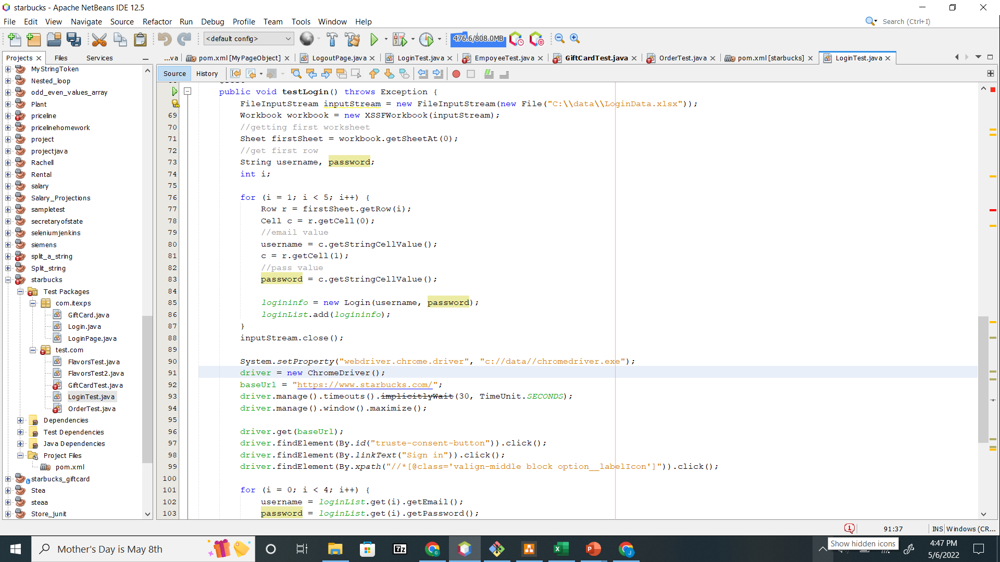 starbucks - Apache NetBeans IDE 12.5
File Edit View Navigate Source Refactor Run Debug Profile Team Tools Window Help
Search (Ctrl+I)
<default config>
476.6/808.0MB
Projects Files Services
...va pom.xml [MyPageObject] LogoutPage.java LoginTest.java EmpoyeeTest.java GiftCardTest.java OrderTest.java pom.xml [starbucks] LoginTest.java
Source History
MyStringToken
Nested_loop
odd_even_values_array
Plant
priceline
pricelinehomework
project
projectjava
Rachell
Rental
salary
Salary_Projections
sampletest
secretaryofstate
seleniumjenkins
siemens
split_a_string
Split_string
starbucks
Test Packages
com.itexps
GiftCard.java
Login.java
LoginPage.java
test.com
FlavorsTest.java
FlavorsTest2.java
GiftCardTest.java
LoginTest.java
OrderTest.java
Dependencies
Test Dependencies
Java Dependencies
Project Files
pom.xml
starbucks_giftcard
Stea
steaa
Store_junit
public void testLogin() throws Exception {
FileInputStream inputStream = new FileInputStream(new File("C:\\data\\LoginData.xlsx"));
69 Workbook workbook = new XSSFWorkbook(inputStream);
70 //getting first worksheet
71 Sheet firstSheet = workbook.getSheetAt(0);
72 //get first row
73 String username, password;
74 int i;
75
76 for (i = 1; i < 5; i++) {
77 Row r = firstSheet.getRow(i);
78 Cell c = r.getCell(0);
79 //email value
80 username = c.getStringCellValue();
81 c = r.getCell(1);
82 //pass value
83 password = c.getStringCellValue();
84
85 logininfo = new Login(username, password);
86 loginList.add(logininfo);
87 }
88 inputStream.close();
89
90 System.setProperty("webdriver.chrome.driver", "c://data//chromedriver.exe");
91 driver = new ChromeDriver();
92 baseUrl = "https://www.starbucks.com/";
93 driver.manage().timeouts().implicitlyWait(30, TimeUnit.SECONDS);
94 driver.manage().window().maximize();
95
96 driver.get(baseUrl);
97 driver.findElement(By.id("truste-consent-button")).click();
98 driver.findElement(By.linkText("Sign in")).click();
99 driver.findElement(By.xpath("//*[@class='valign-middle block option__labelIcon']")).click();
100
101 for (i = 0; i < 4; i++) {
102 username = loginList.get(i).getEmail();
103 password = loginList.get(i).getPassword();
1 91:37 INS Windows (CR...
Mother's Day is May 8th
7z
Show hidden icons
4:47 PM
5/6/2022